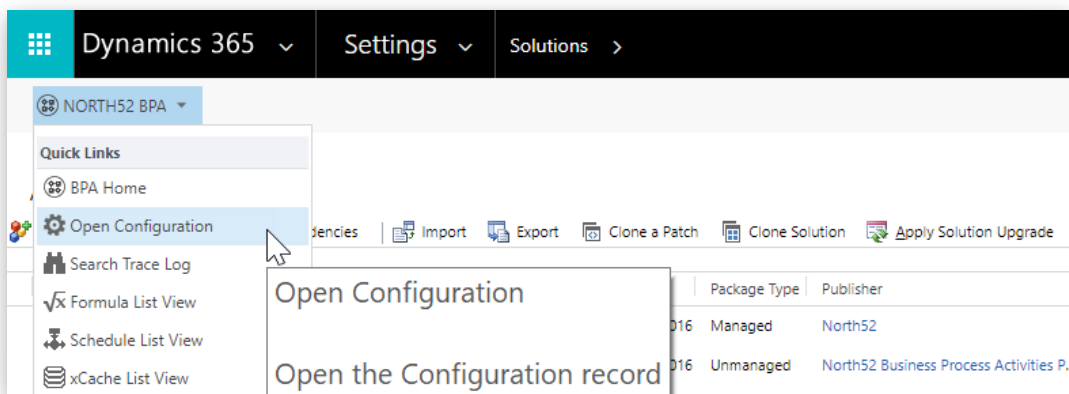 Dynamics 365
Settings
Solutions
NORTH52 BPA
Quick Links
BPA Home
Open Configuration
Search Trace Log
Formula List View
Schedule List View
xCache List View
dencies
Import
Export
Clone a Patch
Clone Solution
Apply Solution Upgrade
Open Configuration
Open the Configuration record
Package Type
Publisher
016 Managed North52
016 Unmanaged North52 Business Process Activities P.